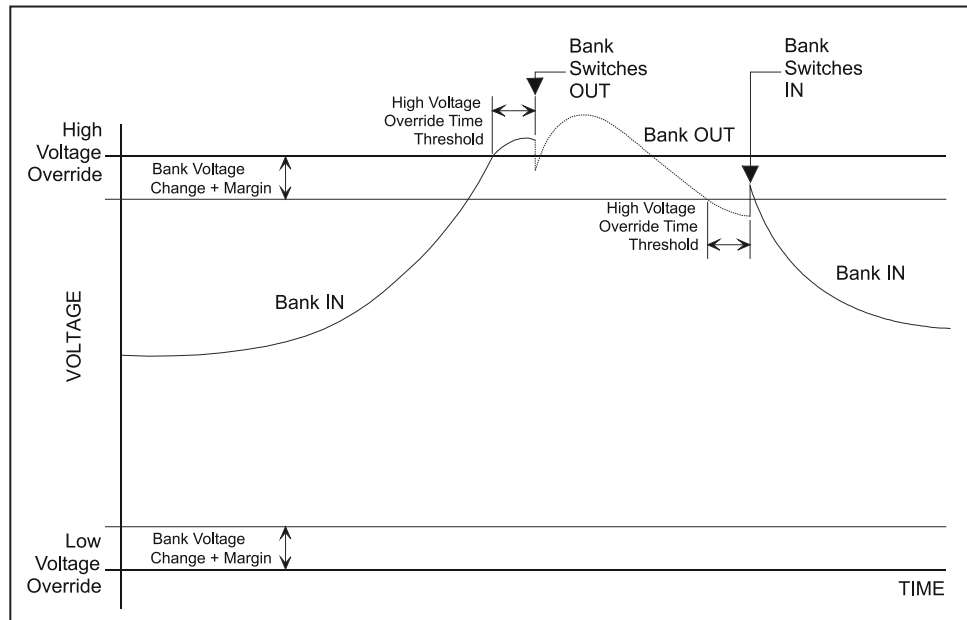 Bank
Switches
OUT
Bank
Switches
IN
High Voltage
Override Time
Threshold
High
Voltage
Override
Bank Voltage
Change + Margin
Bank OUT
High Voltage
Override Time
Threshold
Bank IN
Bank IN
VOLTAGE
Low
Voltage
Override
Bank Voltage
Change + Margin
TIME